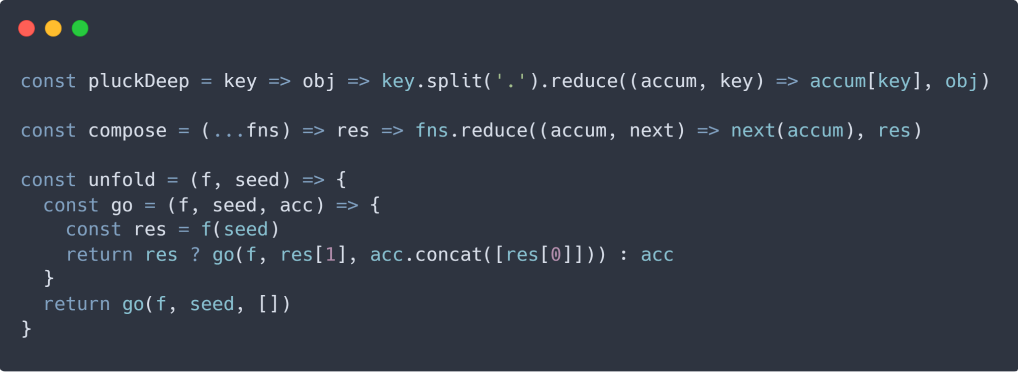 const pluckDeep = key => obj => key.split('.').reduce((accum, key) => accum[key], obj)

const compose = (...fns) => res => fns.reduce((accum, next) => next(accum), res)

const unfold = (f, seed) => {
  const go = (f, seed, acc) => {
    const res = f(seed)
    return res ? go(f, res[1], acc.concat([res[0]])) : acc
  }
  return go(f, seed, [])
}